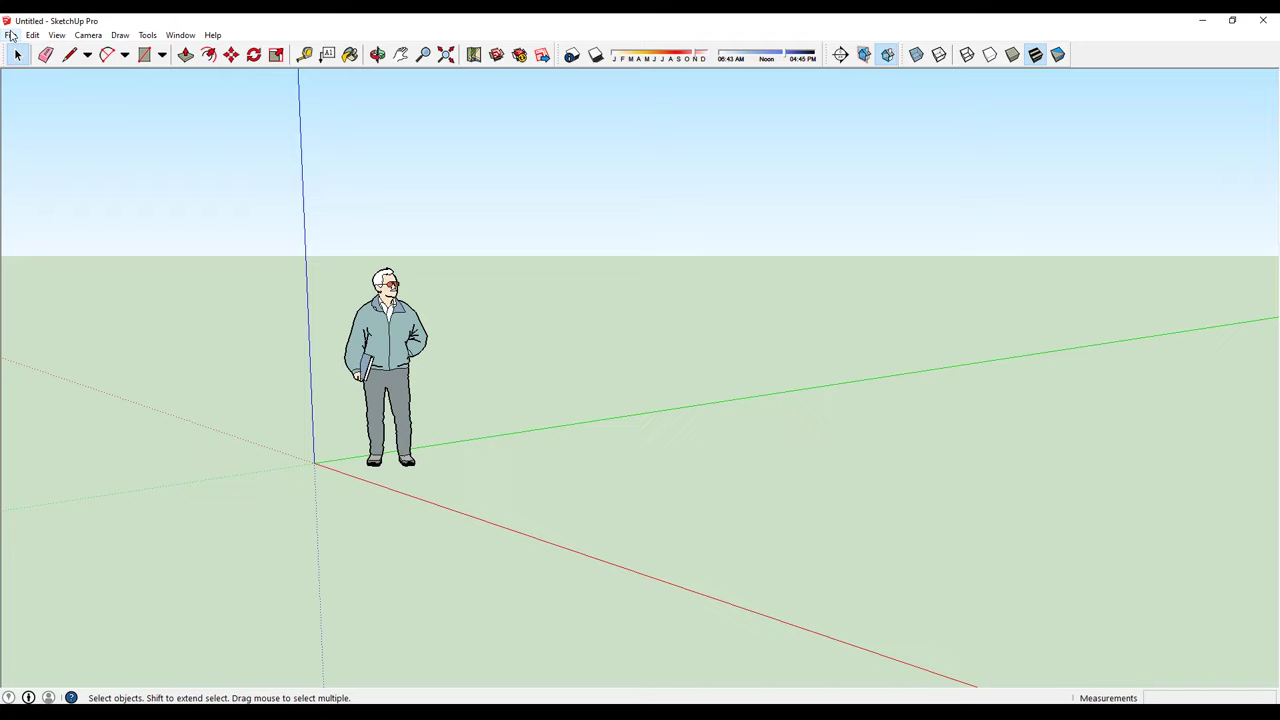 Untitled - SketchUp Pro
Edit View Camera Draw Tools Window Help
A1
J F M A M J J A S O N D 06:43 AM Noon 04:45 PM
Select objects. Shift to extend select. Drag mouse to select multiple. Measurements